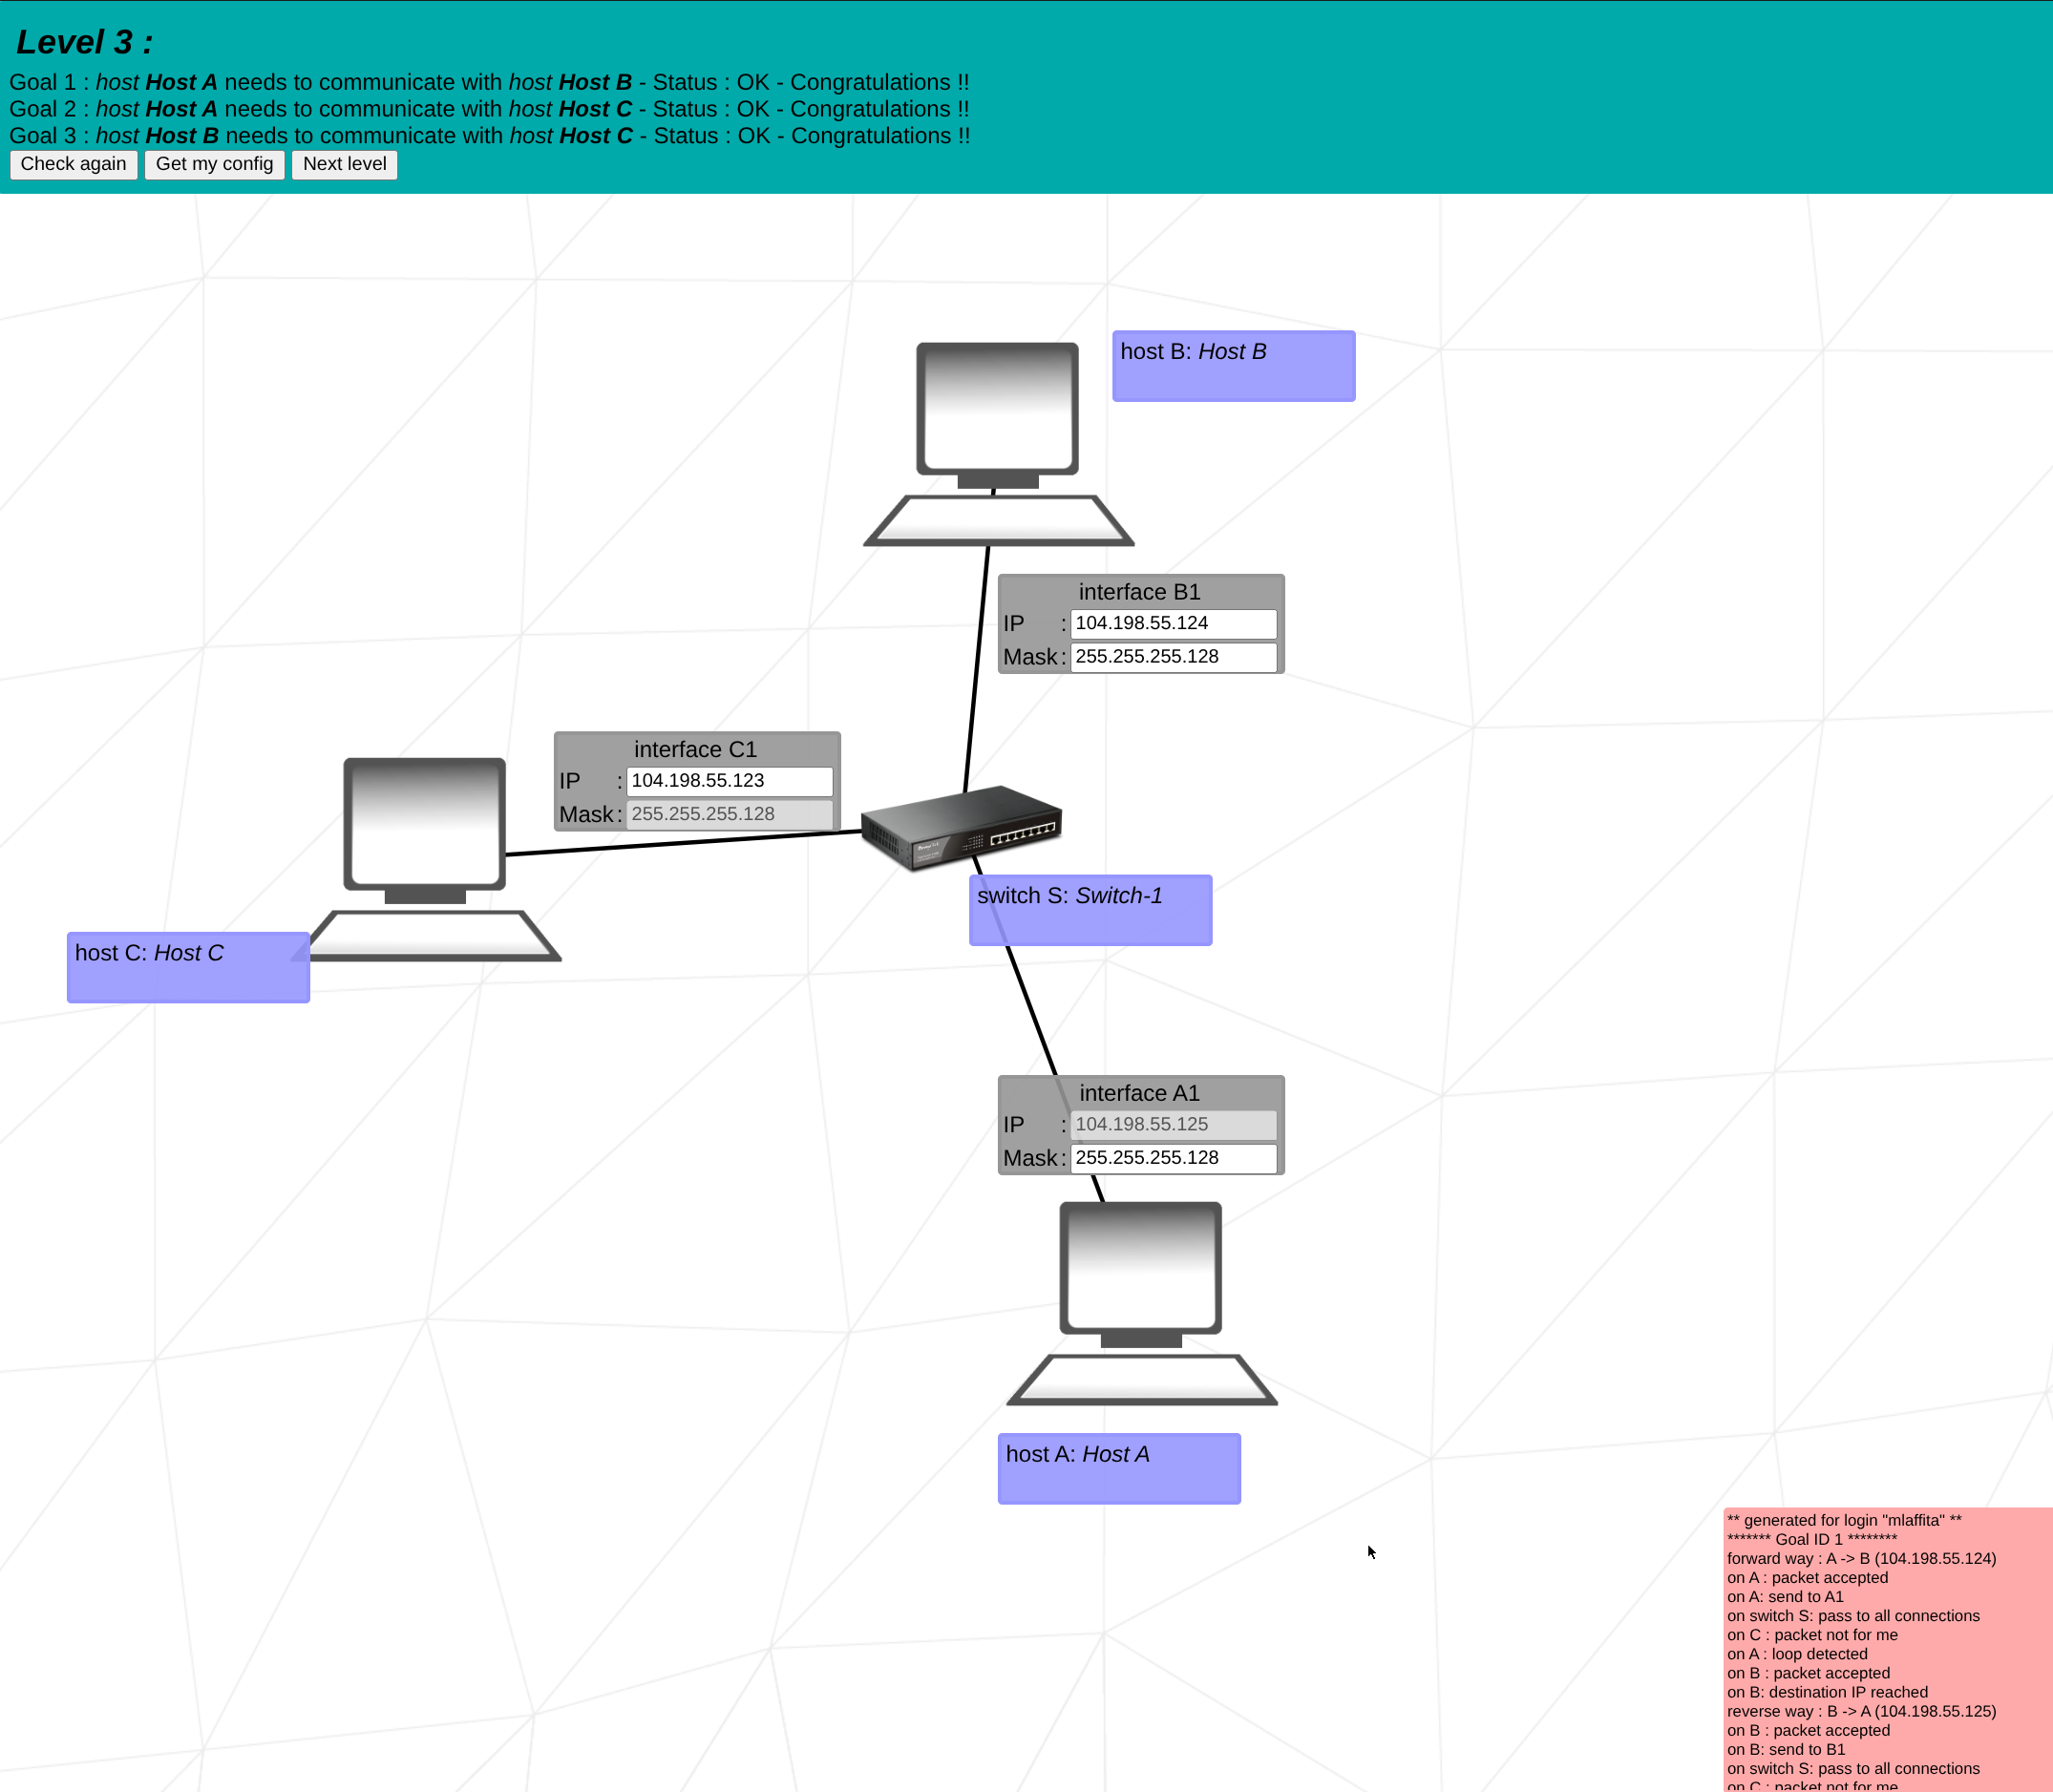 Level 3 :
Goal 1 : host Host A needs to communicate with host Host B - Status : OK - Congratulations !!
Goal 2 : host Host A needs to communicate with host Host C - Status : OK - Congratulations !!
Goal 3 : host Host B needs to communicate with host Host C - Status : OK - Congratulations !!
Check again Get my config Next level
host B: Host B
interface B1
IP : 104.198.55.124
Mask : 255.255.255.128
interface C1
IP : 104.198.55.123
Mask : 255.255.255.128
switch S: Switch-1
host C: Host C
interface A1
IP : 104.198.55.125
Mask : 255.255.255.128
host A: Host A
** generated for login "mlaffita" **
******* Goal ID 1 ********
forward way : A -> B (104.198.55.124)
on A : packet accepted
on A: send to A1
on switch S: pass to all connections
on C : packet not for me
on A : loop detected
on B : packet accepted
on B: destination IP reached
reverse way : B -> A (104.198.55.125)
on B : packet accepted
on B: send to B1
on switch S: pass to all connections
on C : packet not for me